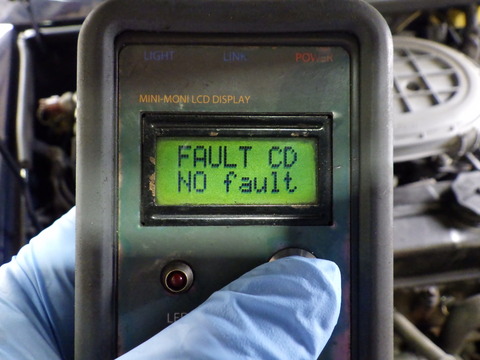 LIGHT LINK POWER
MINI-MONI LCD DISPLAY
FAULT CD
NO fault